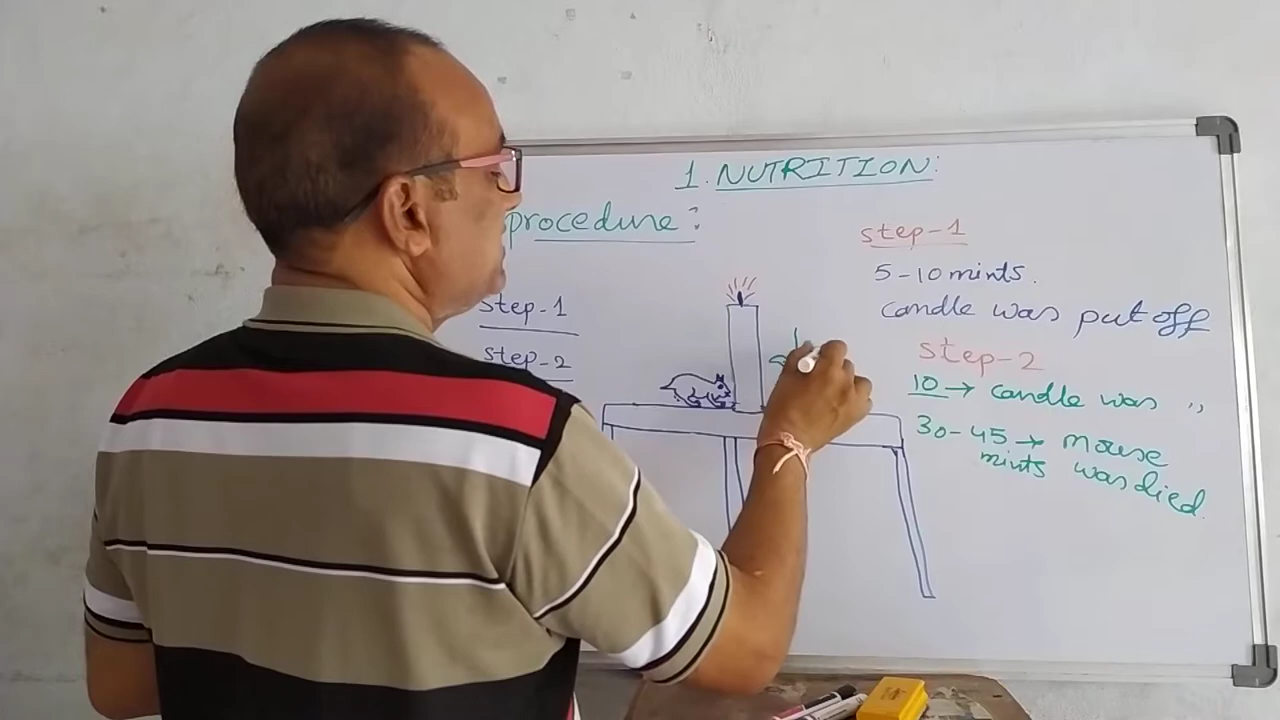 1. NUTRITION:
procedure:
step-1
step-2
step-1
5-10 mints.
candle was put off
step-2
10 → candle was ,,
30-45 → mouse
mints was died.